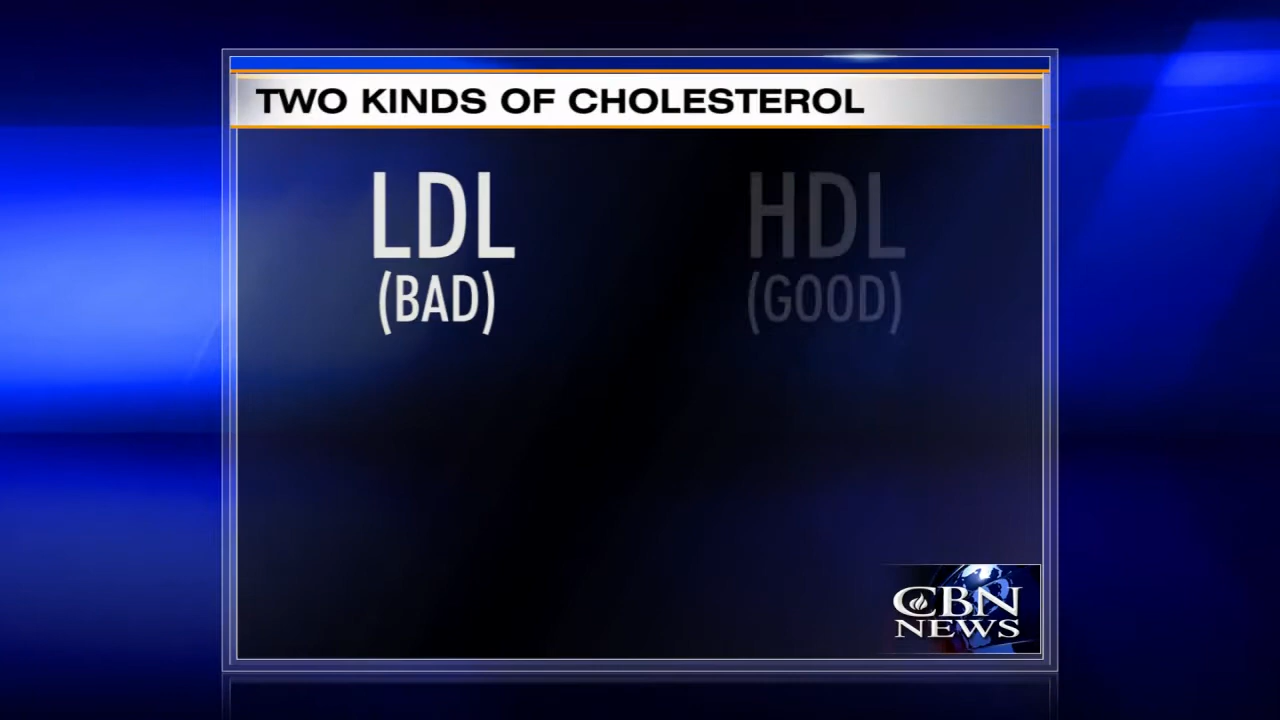 TWO KINDS OF CHOLESTEROL
LDL
(BAD)
HDL
(GOOD)
CBN
NEWS